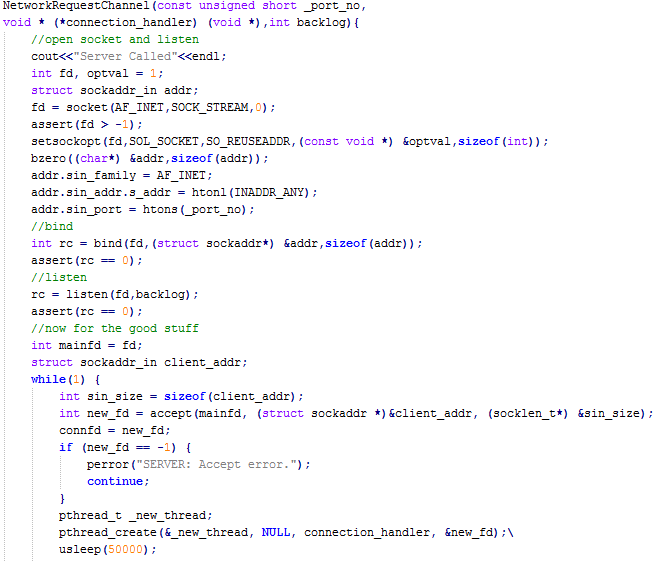 NetworkRequestChannel(const unsigned short _port_no,
void * (*connection_handler) (void *),int backlog){
//open socket and listen
cout<<"Server Called"<<endl;
int fd, optval = 1;
struct sockaddr_in addr;
fd = socket(AF_INET,SOCK_STREAM,0);
assert(fd > -1);
setsockopt(fd,SOL_SOCKET,SO_REUSEADDR,(const void *) &optval,sizeof(int));
bzero((char*) &addr,sizeof(addr));
addr.sin_family = AF_INET;
addr.sin_addr.s_addr = htonl(INADDR_ANY);
addr.sin_port = htons(_port_no);
//bind
int rc = bind(fd,(struct sockaddr*) &addr,sizeof(addr));
assert(rc == 0);
//listen
rc = listen(fd,backlog);
assert(rc == 0);
//now for the good stuff
int mainfd = fd;
struct sockaddr_in client_addr;
while(1) {
int sin_size = sizeof(client_addr);
int new_fd = accept(mainfd, (struct sockaddr *)&client_addr, (socklen_t*) &sin_size);
connfd = new_fd;
if (new_fd == -1) {
perror("SERVER: Accept error.");
continue;
}
pthread_t _new_thread;
pthread_create(&_new_thread, NULL, connection_handler, &new_fd);\
usleep(50000);